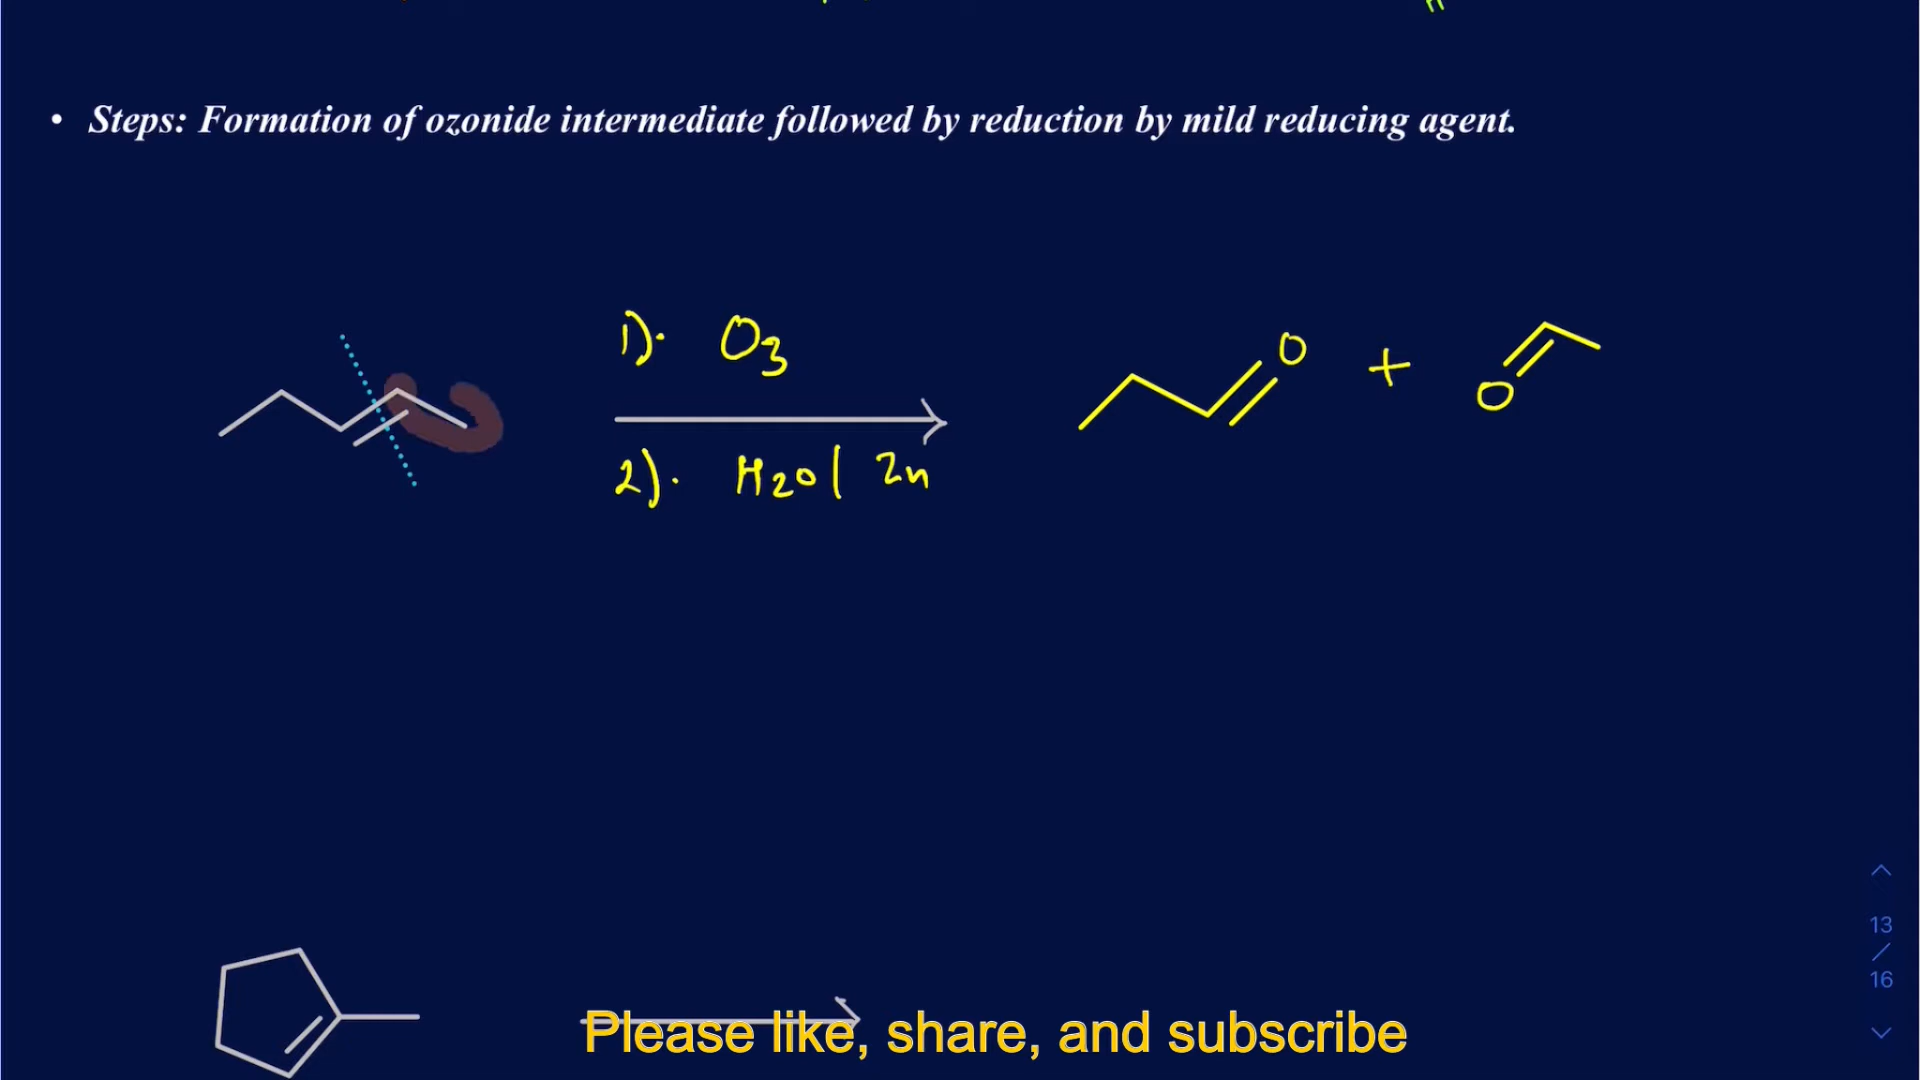 • Steps: Formation of ozonide intermediate followed by reduction by mild reducing agent.
1). O3
2). H2O | Zn
O + O
13
/
16
Please like, share, and subscribe